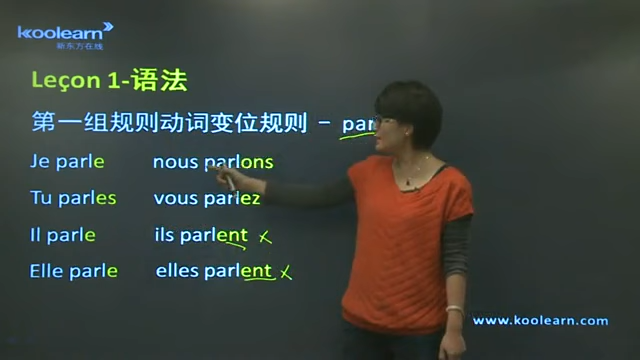 koolearn
新东方在线
Leçon 1-语法
第一组规则动词变位规则 - par
Je parle nous parlons
Tu parles vous parlez
Il parle ils parlent ×
Elle parle elles parlent ×
www.koolearn.com